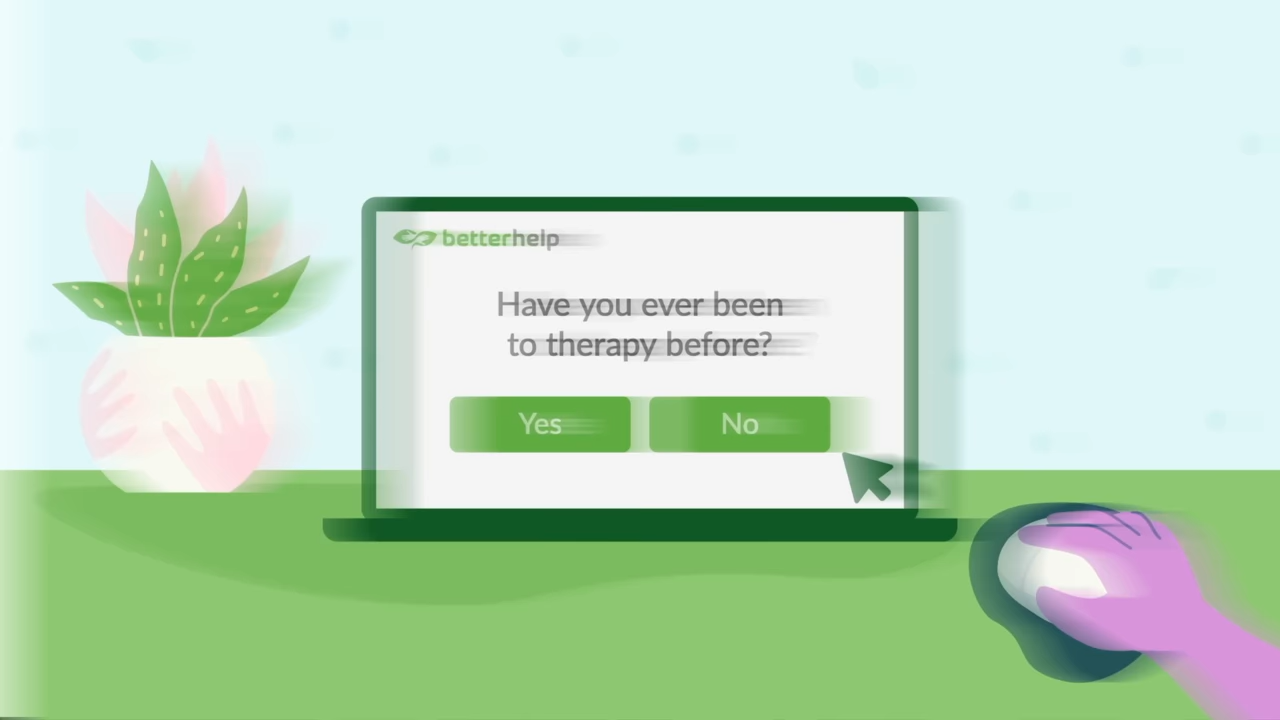 betterhelp
Have you ever been
to therapy before?
Yes
No